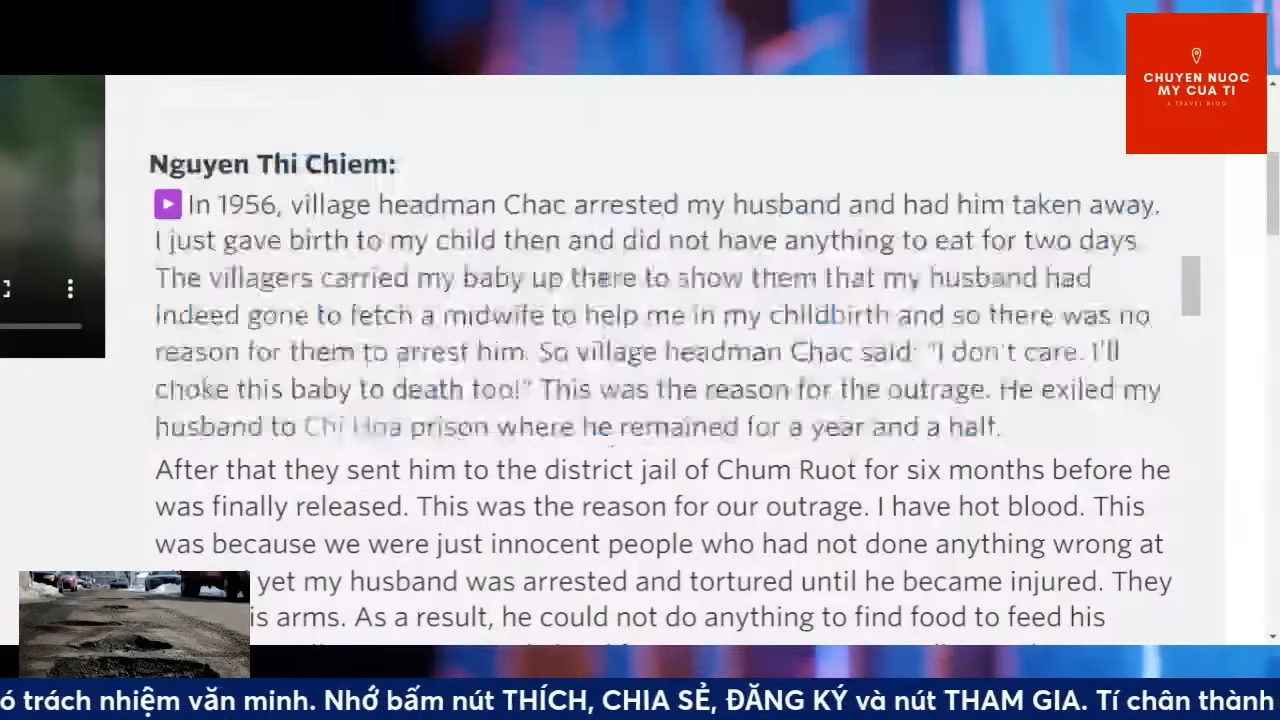 CHUYEN NUOC
MY CUA TI
A TRAVEL BLOG
Nguyen Thi Chiem:
In 1956, village headman Chac arrested my husband and had him taken away.
I just gave birth to my child then and did not have anything to eat for two days.
The villagers carried my baby up there to show them that my husband had
indeed gone to fetch a midwife to help me in my childbirth and so there was no
reason for them to arrest him. So village headman Chac said: "I don't care. I'll
choke this baby to death too!" This was the reason for the outrage. He exiled my
husband to Chi Hoa prison where he remained for a year and a half.
After that they sent him to the district jail of Chum Ruot for six months before he
was finally released. This was the reason for our outrage. I have hot blood. This
was because we were just innocent people who had not done anything wrong at
yet my husband was arrested and tortured until he became injured. They
is arms. As a result, he could not do anything to find food to feed his
ó trách nhiệm văn minh. Nhớ bấm nút THÍCH, CHIA SẺ, ĐĂNG KÝ và nút THAM GIA. Tí chân thành